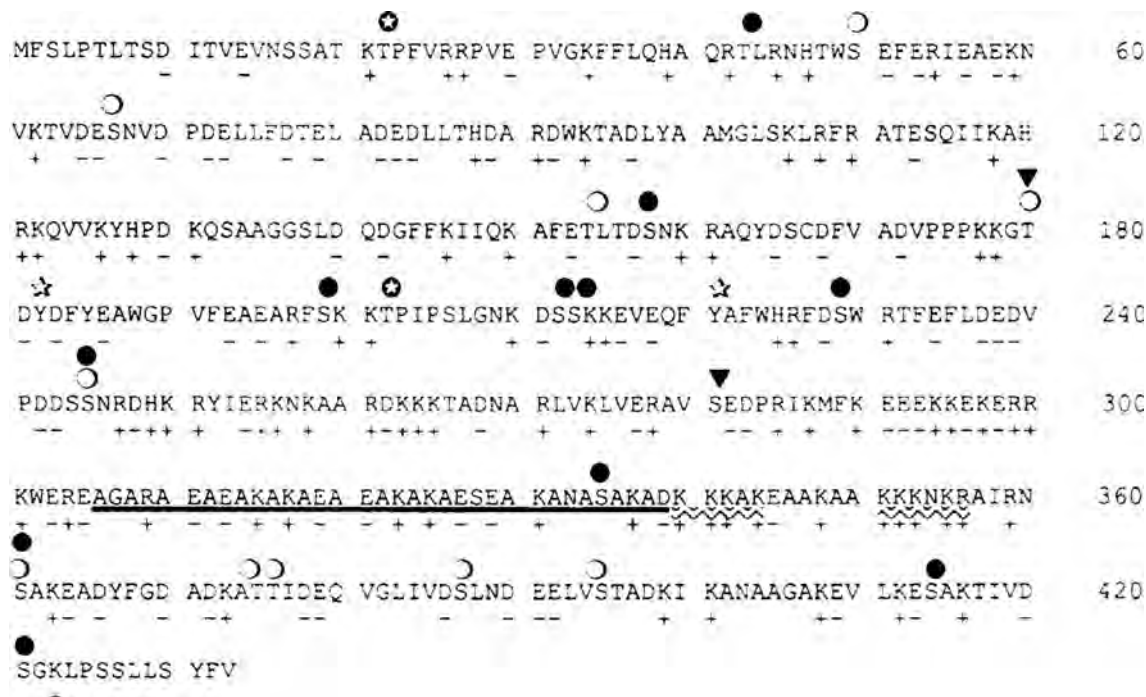 MFSLPTLTSD ITVEVNSSAT KTPFVRRPVE PVGKFFLQHA QRTLRNHTWS EFERIEAEKN 60
VKTVDESNVD PDELLFDTEL ADEDLLTHDA RDWKTADLYA AMGLSKLRFR ATESQIIKAH 120
RKQVVKYHPD KQSAAGGSLD QDGFFKIIQK AFETLTDSNK RAQYDSCDFV ADVPPPKKGT 180
DYDFYEAWGP VFEAEARFSK KTPIPSLGNK DSSKKEVEQF YAFWHRFDSW RTFEFLDEDV 240
PDDSSNRDHK RYIERKNKAA RDKKKTADNA RLVKLVERAV SEDPRIKMFK EEEKKEKERR 300
KWEREAGARA EAEAKAKAEA EAKAKAESEA KANASAKADK KKAKEAAKAA KKKNKRAIRN 360
SAKEADYFGD ADKATTIDEQ VGLIVDSLND EELVSTADKI KANAAGAKEV LKESAKTIVD 420
SGKLPSSLLS YFV